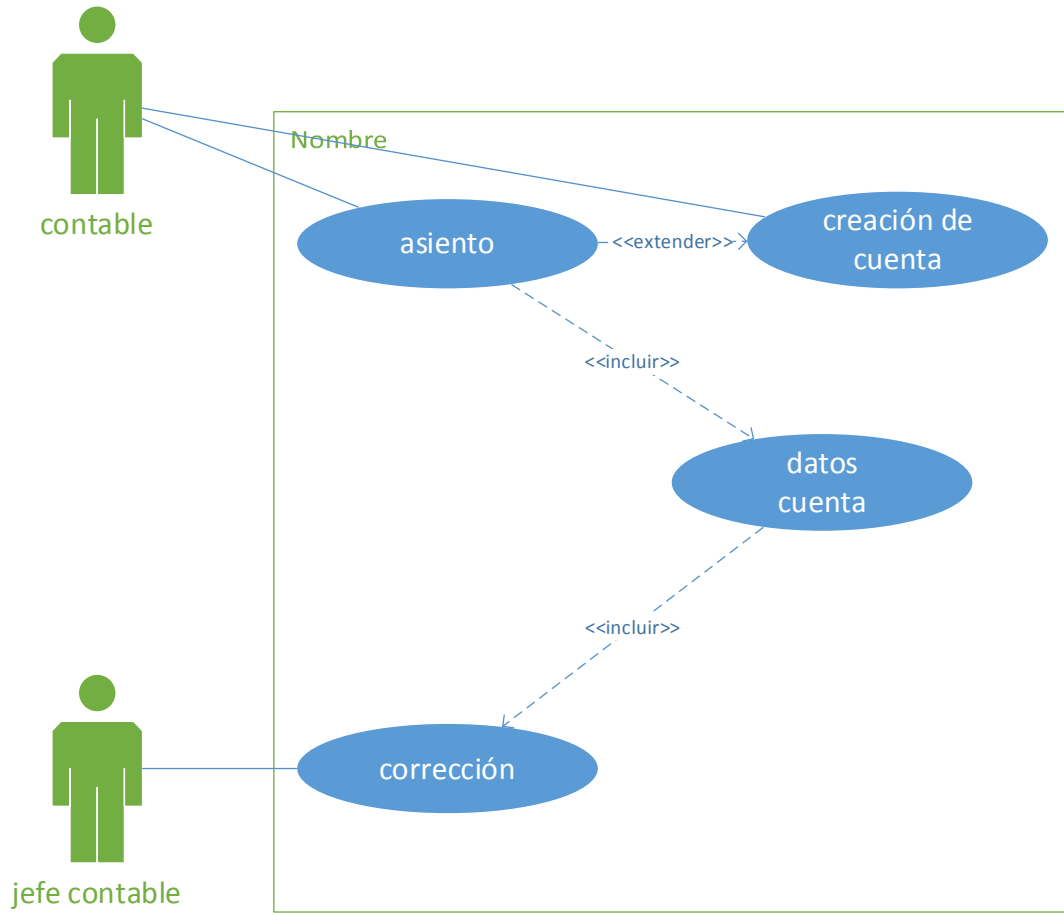 Nombre
contable
asiento
<<extender>>
creación de
cuenta
<<incluir>>
datos
cuenta
<<incluir>>
corrección
jefe contable